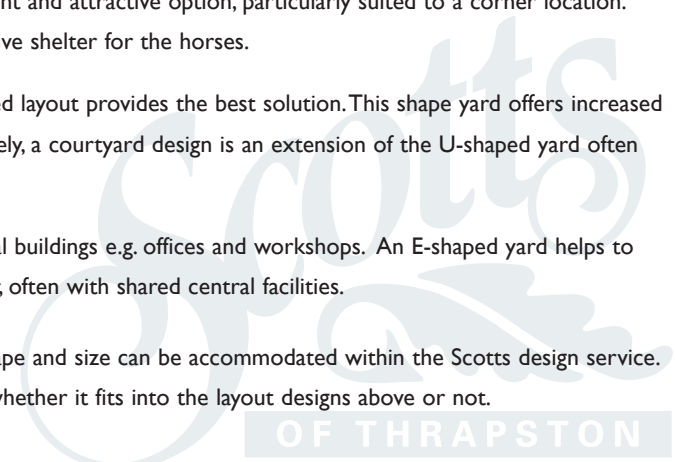 nt and attractive option, particularly suited to a corner location.
ve shelter for the horses.
ed layout provides the best solution. This shape yard offers increased
ely, a courtyard design is an extension of the U-shaped yard often
al buildings e.g. offices and workshops. An E-shaped yard helps to
, often with shared central facilities.
ape and size can be accommodated within the Scotts design service.
whether it fits into the layout designs above or not.
Scotts
OF THRAPSTON